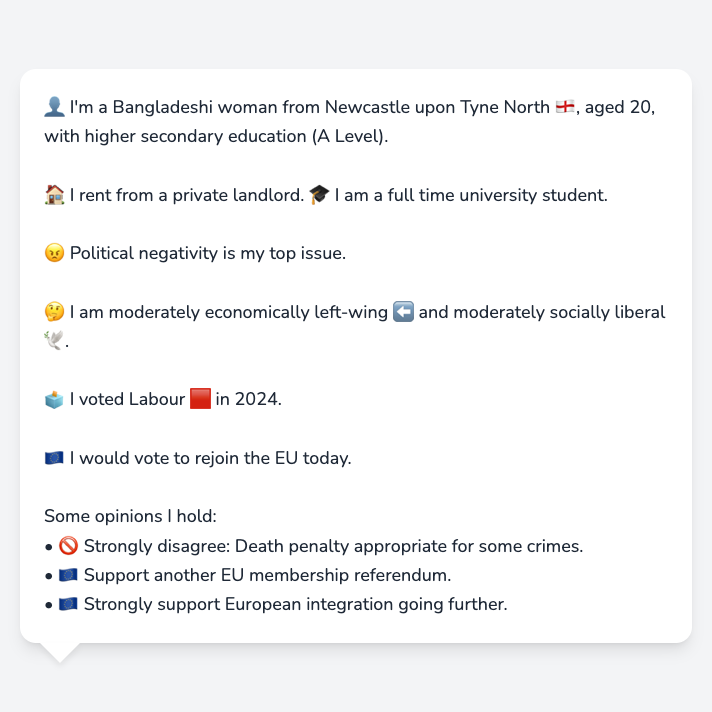 👤 I'm a Bangladeshi woman from Newcastle upon Tyne North 🏴󠁧󠁢󠁥󠁮󠁧󠁿, aged 20,
with higher secondary education (A Level).
🏠 I rent from a private landlord. 🎓 I am a full time university student.
😠 Political negativity is my top issue.
🤔 I am moderately economically left-wing ⬅️ and moderately socially liberal
🕊️.
🗳️ I voted Labour 🟥 in 2024.
🇪🇺 I would vote to rejoin the EU today.
Some opinions I hold:
• 🚫 Strongly disagree: Death penalty appropriate for some crimes.
• 🇪🇺 Support another EU membership referendum.
• 🇪🇺 Strongly support European integration going further.